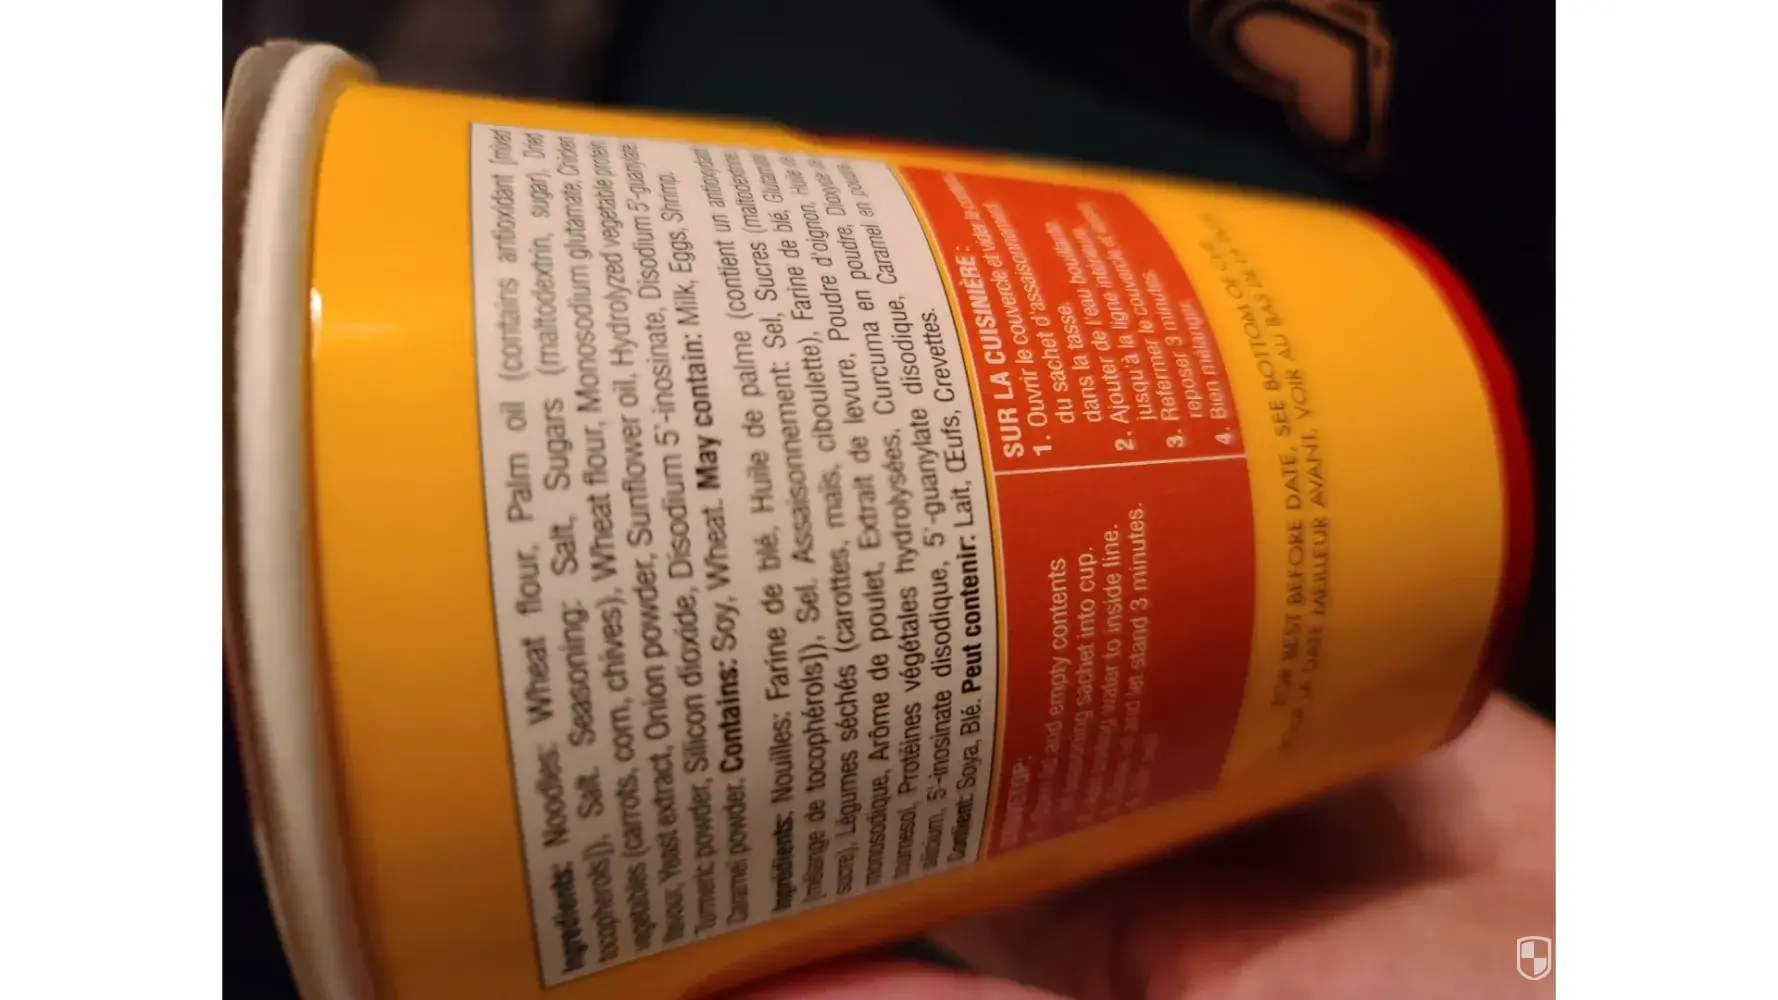 Ingredients: Noodles: Wheat flour, Palm oil (contains antioxidant [mixed
tocopherols]), Salt. Seasoning: Salt, Sugars (maltodextrin, sugar), Dried
vegetables (carrots, corn, chives), Wheat flour, Monosodium glutamate, Chicken
flavour, Yeast extract, Onion powder, Sunflower oil, Hydrolyzed vegetable protein,
Turmeric powder, Silicon dioxide, Disodium 5'-inosinate, Disodium 5'-guanylate
Caramel powder. Contains: Soy, Wheat. May contain: Milk, Eggs, Shrimp.
Ingrédients: Nouilles: Farine de blé, Huile de palme (contient un antioxydant
[mélange de tocophérols]), Sel. Assaisonnement: Sel, Sucres (maltodextrine,
sucre), Légumes séchés (carottes, maïs, ciboulette), Farine de blé, Glutamate
monosodique, Arôme de poulet, Extrait de levure, Poudre d'oignon, Huile de
tournesol, Protéines végétales hydrolysées, Curcuma en poudre, Dioxyde de
silicium, 5'-inosinate disodique, 5'-guanylate disodique, Caramel en poudre.
Contient: Soya, Blé. Peut contenir: Lait, Œufs, Crevettes.
lid and empty contents
of seasoning sachet into cup.
boiling water to inside line.
and let stand 3 minutes.
SUR LA CUISINIÈRE :
1. Ouvrir le couvercle et vider le contenu
du sachet d'assaisonnement
dans la tasse.
2. Ajouter de l'eau bouillante
jusqu'à la ligne intérieure et
3. Refermer le couvercle,
reposer 3 minutes.
4. Bien mélanger.
FOR BEST BEFORE DATE, SEE BOTTOM OF
LA DATE MEILLEUR AVANT, VOIR AU BAS DE LA